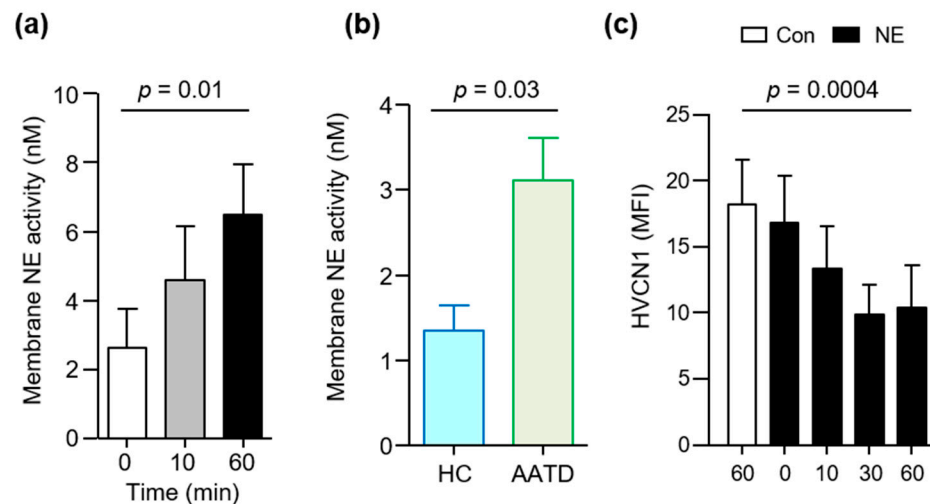 (a)
Membrane NE activity (nM)
p = 0.01
10
8
6
4
2
0
0 10 60
Time (min)
(b)
Membrane NE activity (nM)
p = 0.03
4
3
2
1
0
HC AATD
(c)
Con NE
HVCN1 (MFI)
p = 0.0004
25
20
15
10
5
0
60 0 10 30 60